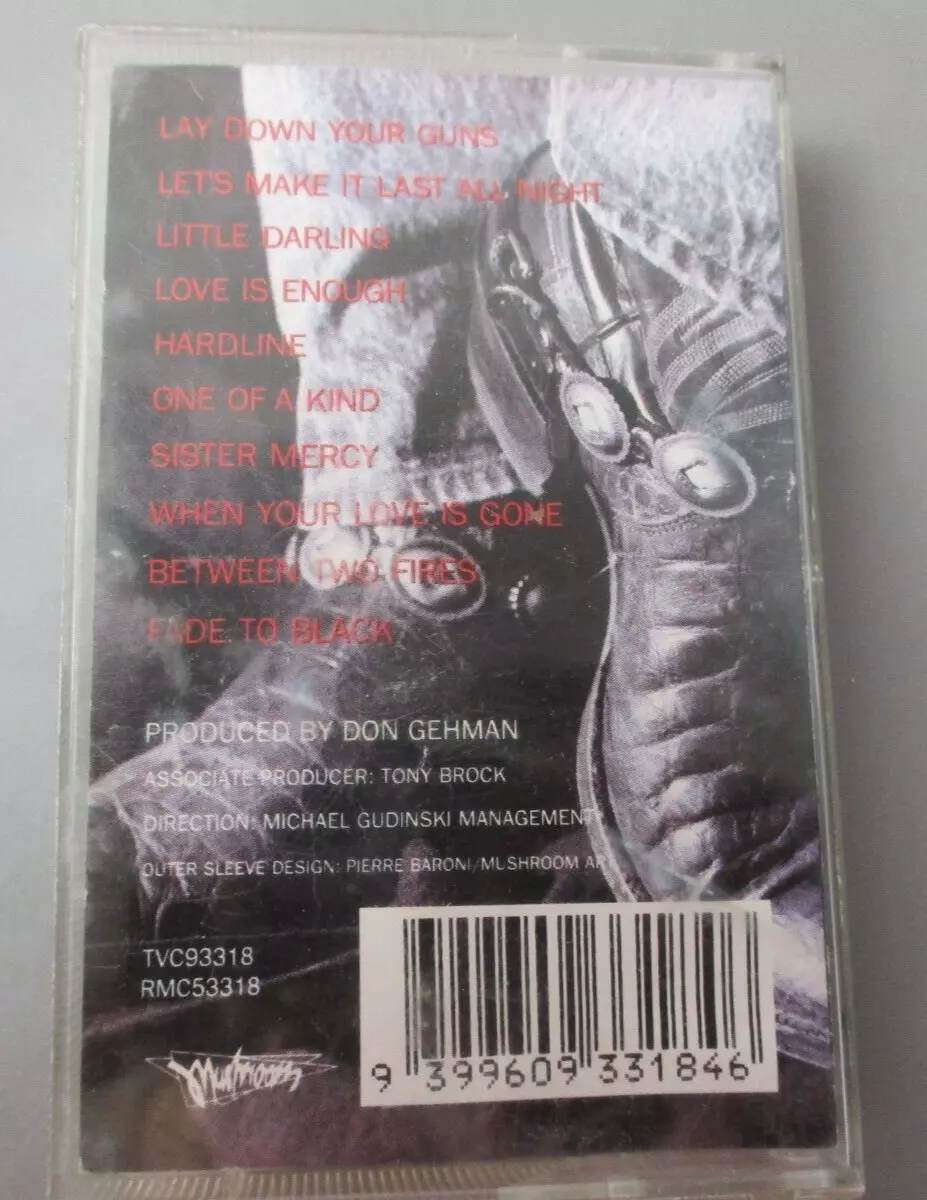 LAY DOWN YOUR GUNS
LET'S MAKE IT LAST ALL NIGHT
LITTLE DARLING
LOVE IS ENOUGH
HARDLINE
ONE OF A KIND
SISTER MERCY
WHEN YOUR LOVE IS GONE
BETWEEN TWO FIRES
FADE TO BLACK
PRODUCED BY DON GEHMAN
ASSOCIATE PRODUCER: TONY BROCK
DIRECTION: MICHAEL GUDINSKI MANAGEMENT
OUTER SLEEVE DESIGN: PIERRE BARONI/MUSHROOM
TVC93318
RMC53318
Mushroom
9 399609 331846